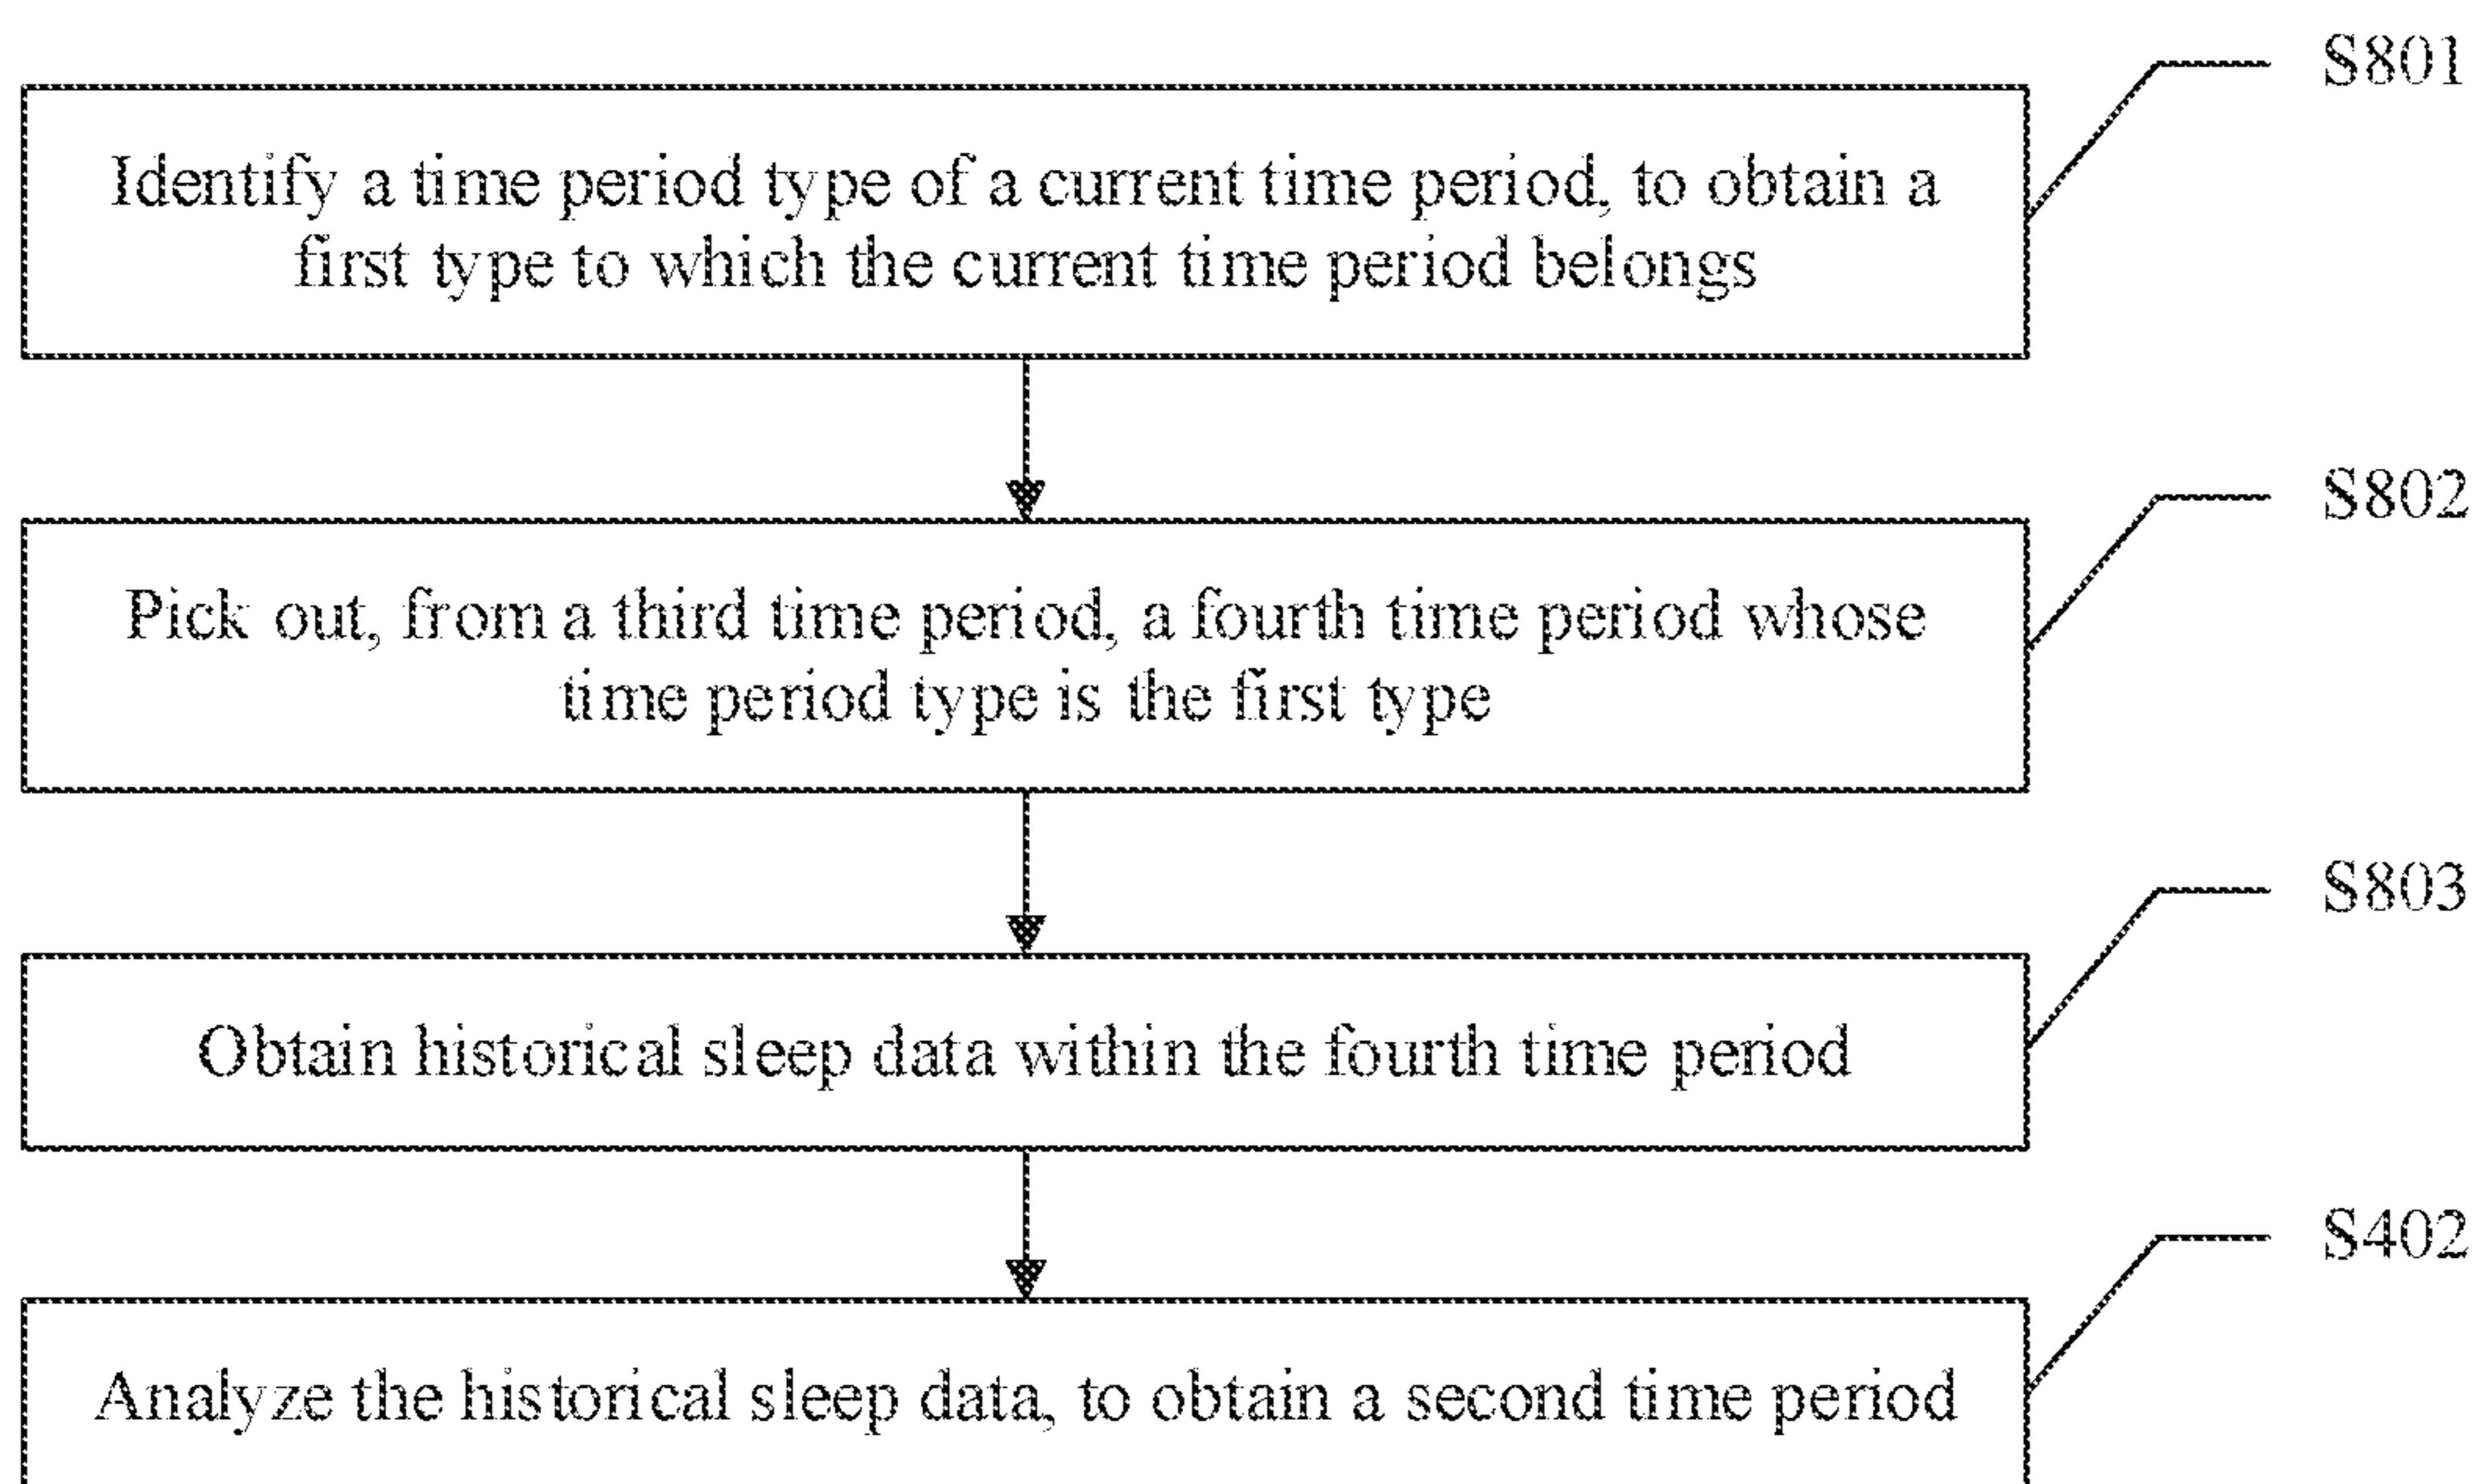 S801
Identify a time period type of a current time period, to obtain a
first type to which the current time period belongs
S802
Pick out, from a third time period, a fourth time period whose
time period type is the first type
S803
Obtain historical sleep data within the fourth time period
S402
Analyze the historical sleep data, to obtain a second time period